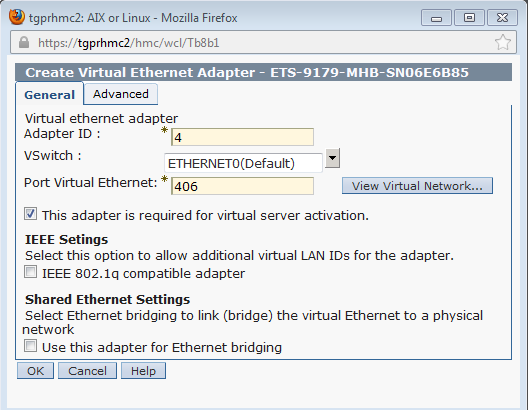 tgprhmc2: AIX or Linux - Mozilla Firefox
https://tgprhmc2/hmc/wcl/Tb8b1
Create Virtual Ethernet Adapter - ETS-9179-MHB-SN06E6B85
General Advanced
Virtual ethernet adapter
Adapter ID : * 4
VSwitch : ETHERNET0(Default)
Port Virtual Ethernet: * 406 View Virtual Network...
This adapter is required for virtual server activation.
IEEE Setings
Select this option to allow additional virtual LAN IDs for the adapter.
IEEE 802.1q compatible adapter
Shared Ethernet Settings
Select Ethernet bridging to link (bridge) the virtual Ethernet to a physical
network
Use this adapter for Ethernet bridging
OK Cancel Help